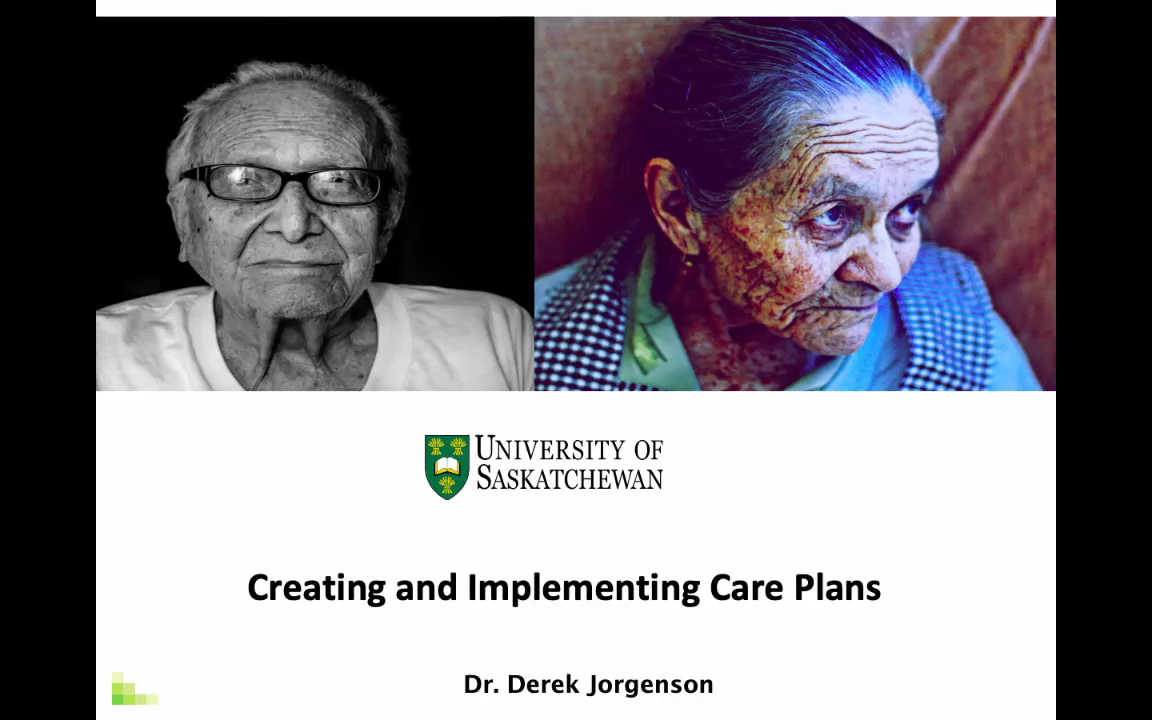 UNIVERSITY OF
SASKATCHEWAN
Creating and Implementing Care Plans
Dr. Derek Jorgenson